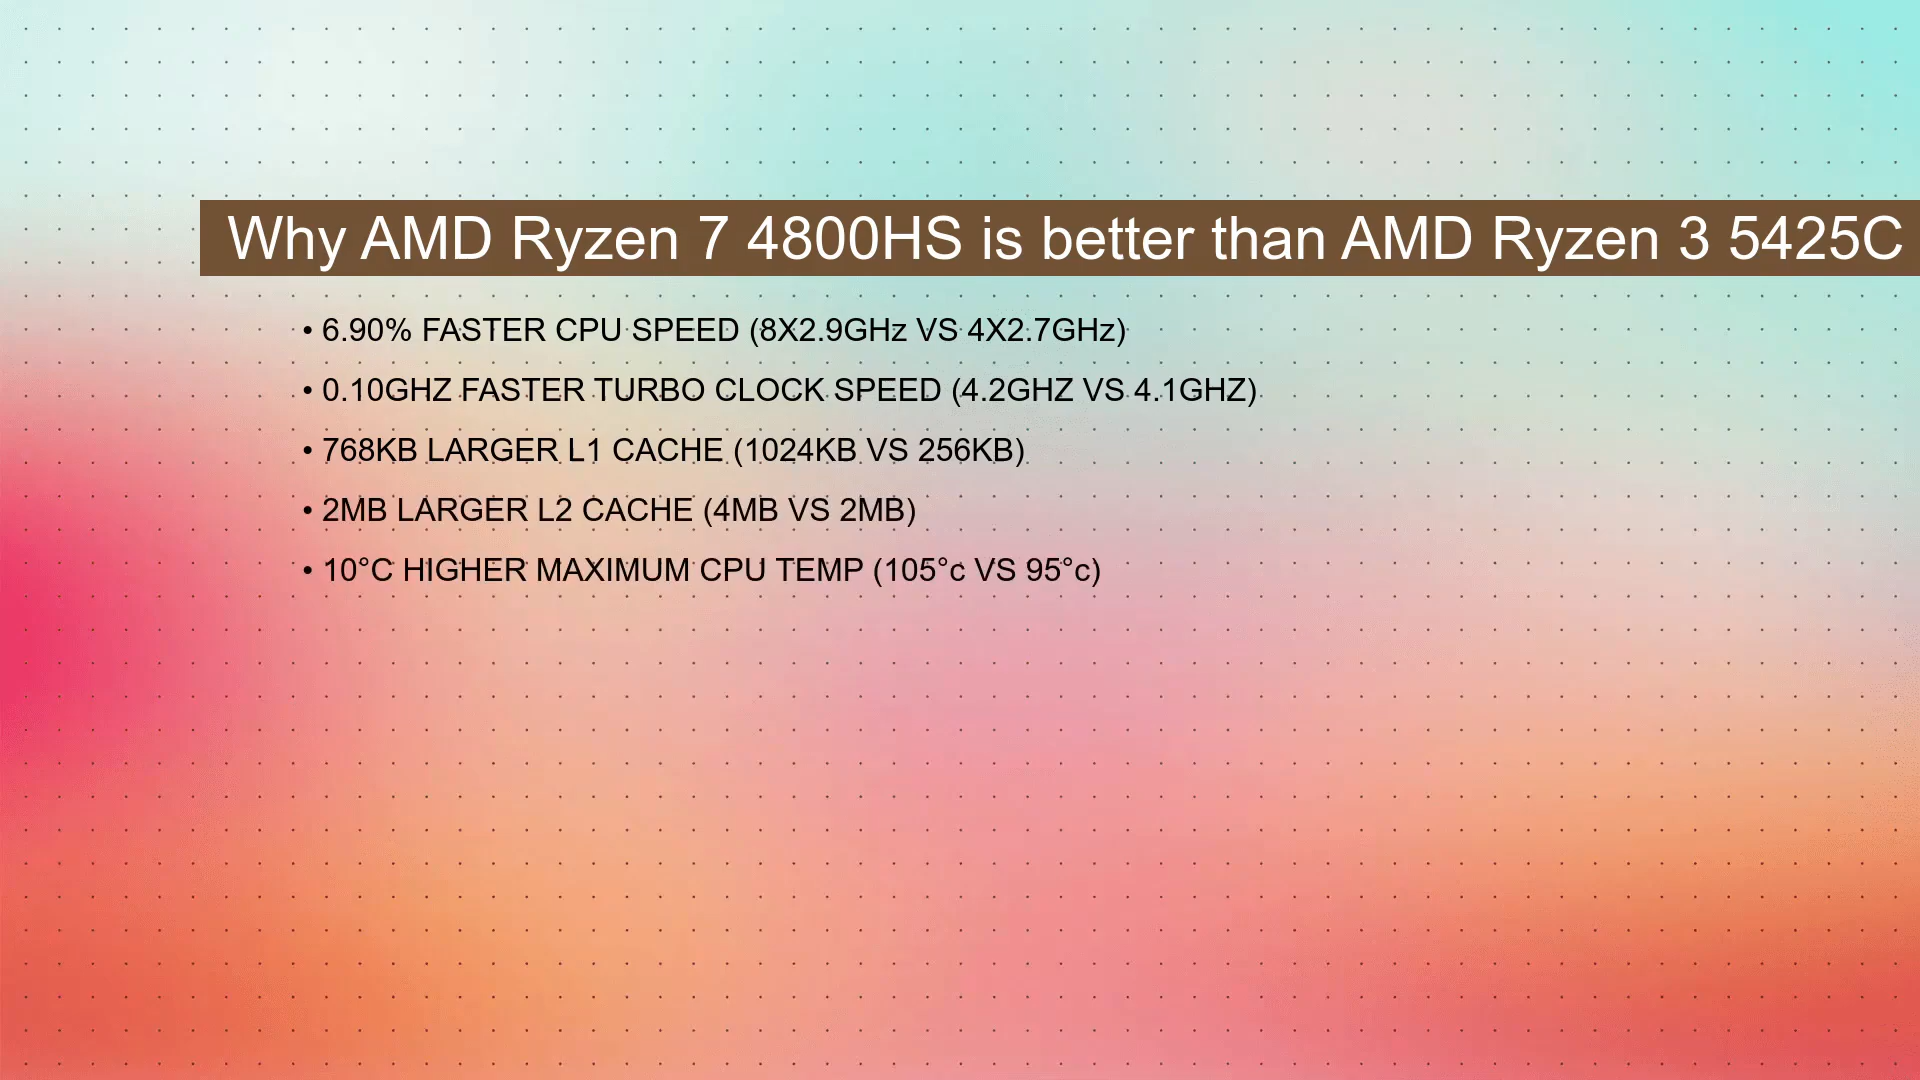 Why AMD Ryzen 7 4800HS is better than AMD Ryzen 3 5425C
• 6.90% FASTER CPU SPEED (8X2.9GHz VS 4X2.7GHz)
• 0.10GHZ FASTER TURBO CLOCK SPEED (4.2GHZ VS 4.1GHZ)
• 768KB LARGER L1 CACHE (1024KB VS 256KB)
• 2MB LARGER L2 CACHE (4MB VS 2MB)
• 10°C HIGHER MAXIMUM CPU TEMP (105°c VS 95°c)